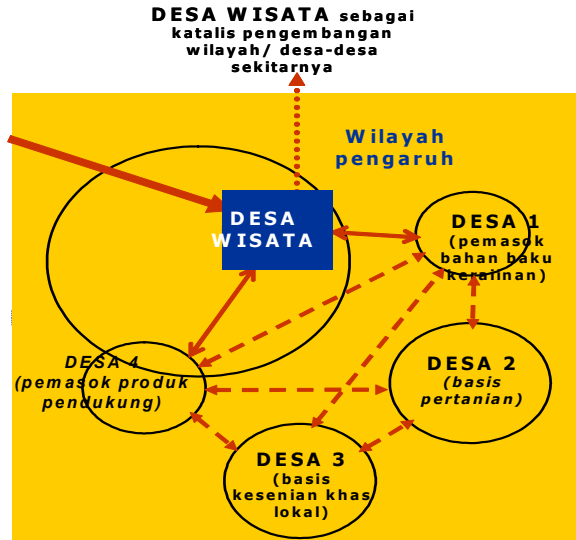 DESA WISATA sebagai
katalis pengembangan
wilayah/ desa-desa
sekitarnya
Wilayah
pengaruh
DESA
WISATA
DESA 1
(pemasok
bahan baku
kerajinan)
DESA 4
(pemasok produk
pendukung)
DESA 2
(basis
pertanian)
DESA 3
(basis
kesenian khas
lokal)